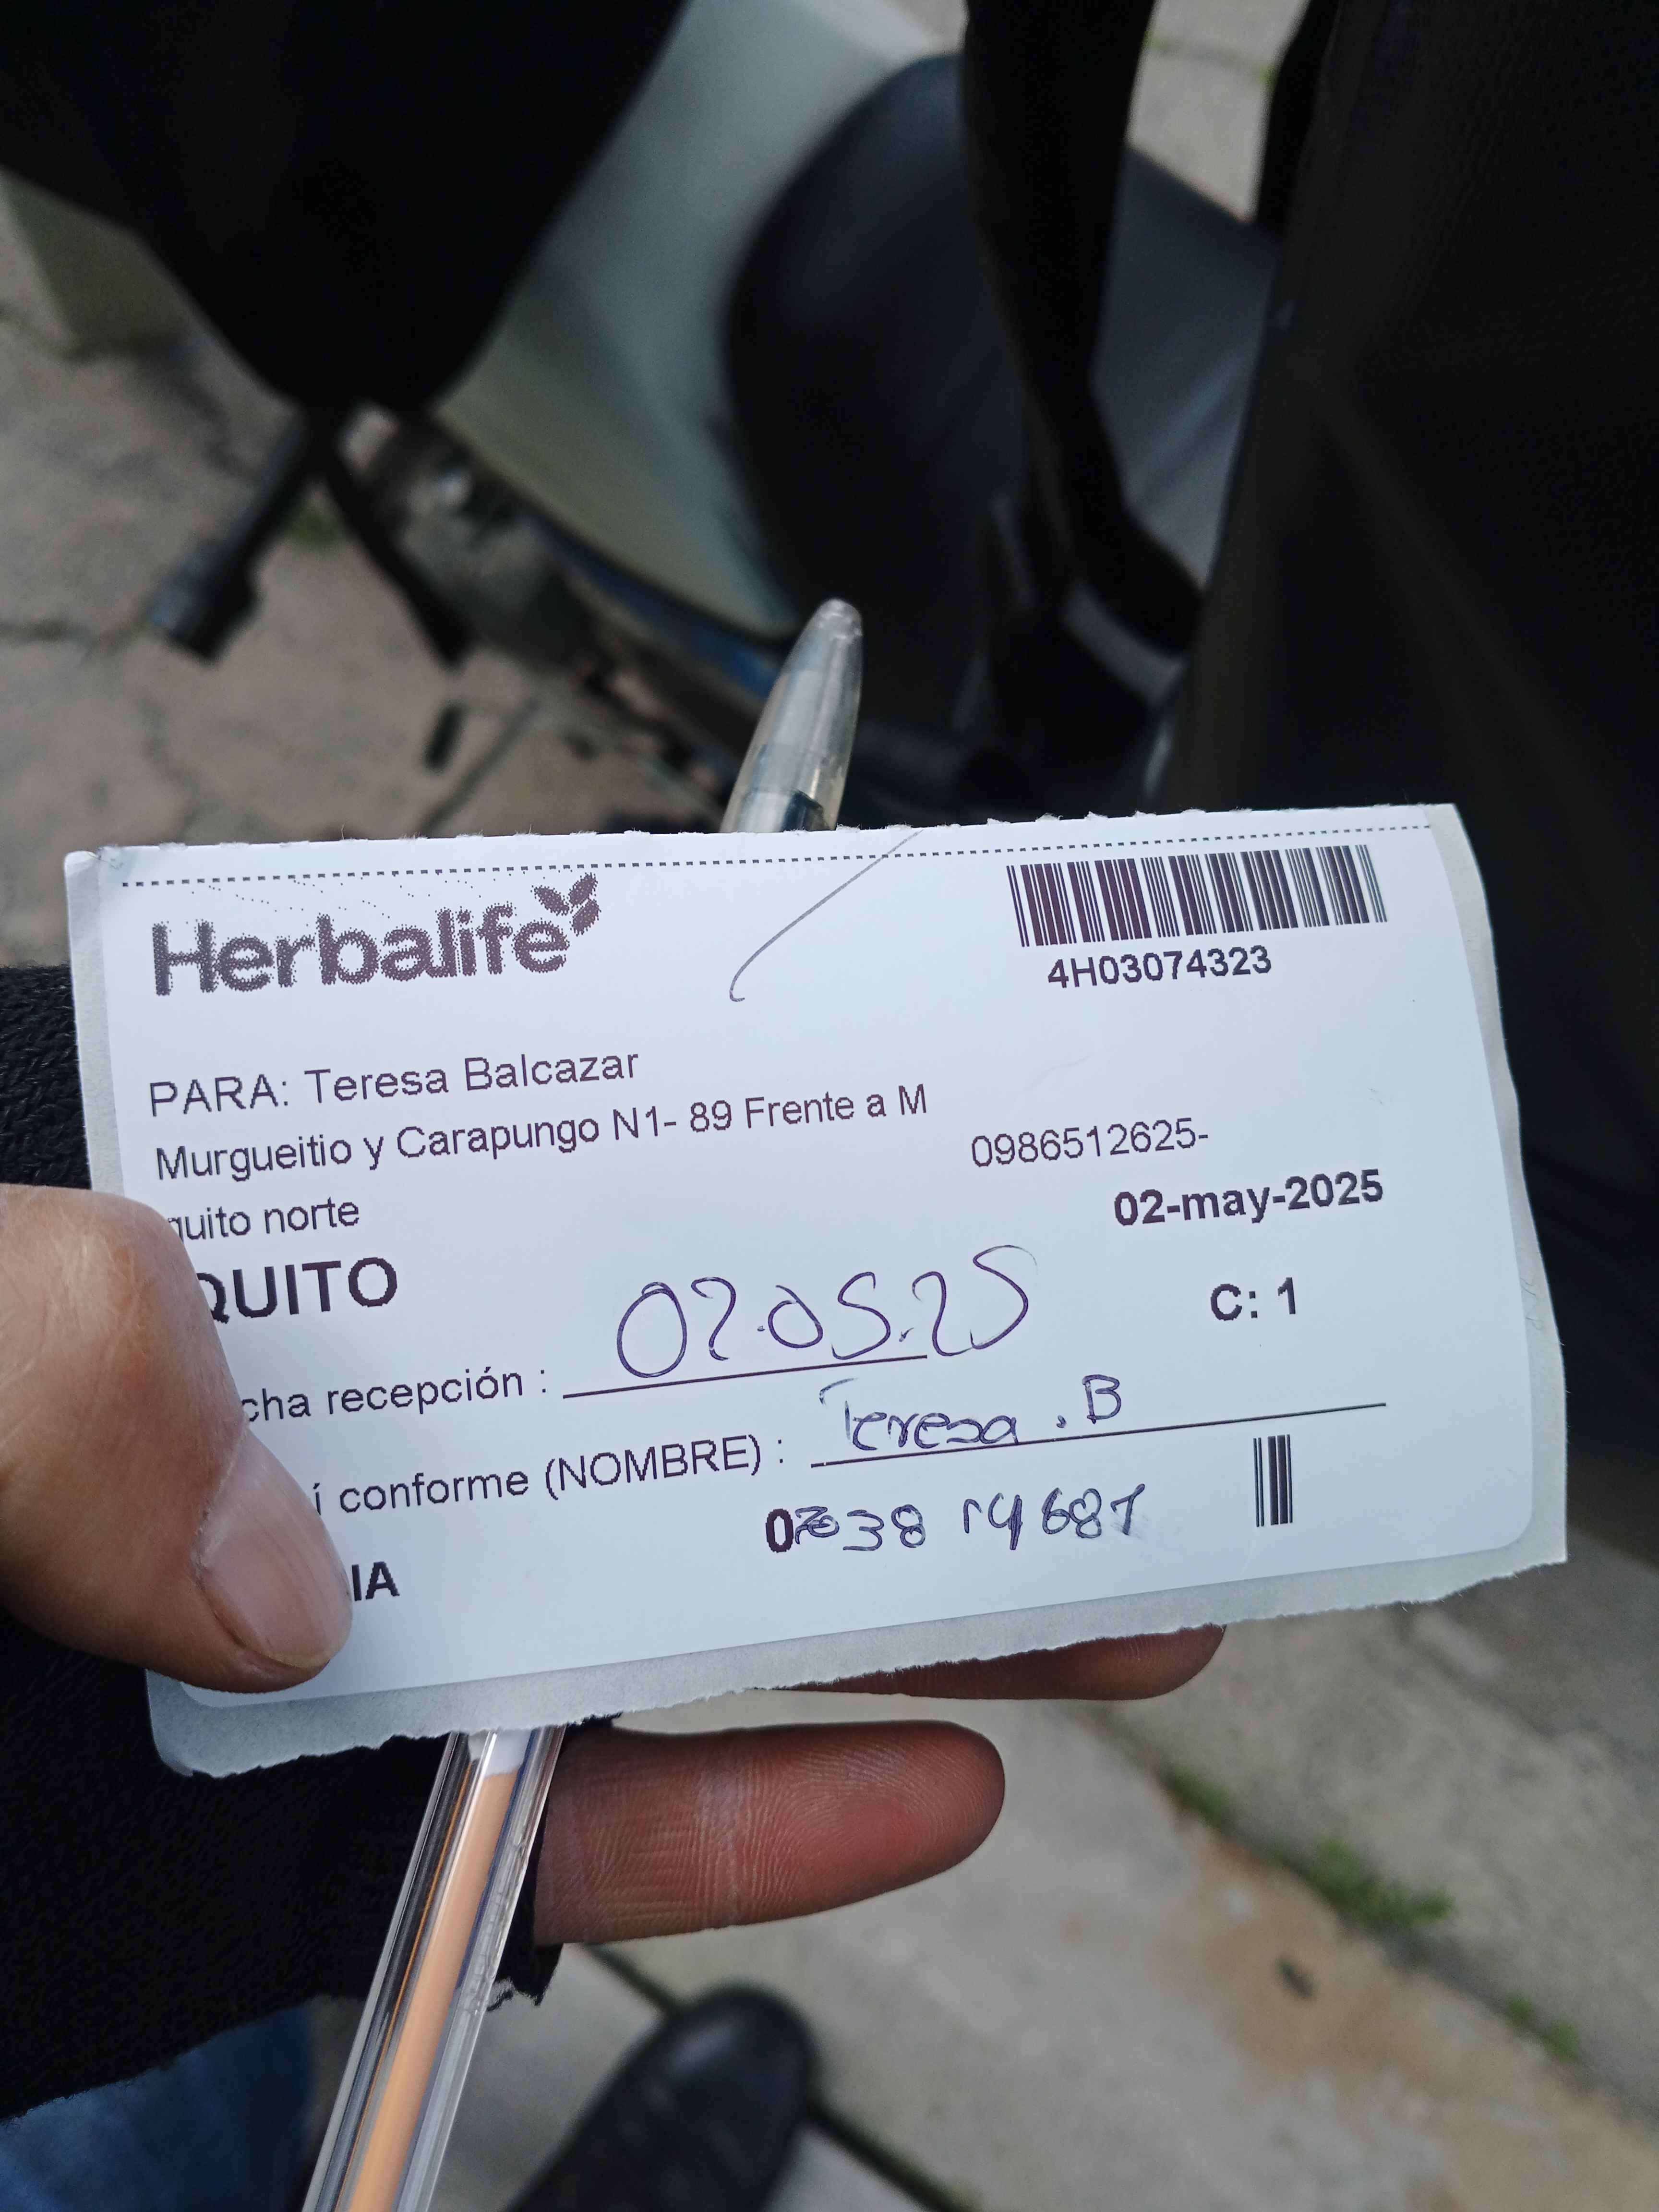 Herbalife
4H03074323
PARA: Teresa Balcazar
Murgueitio y Carapungo N1- 89 Frente a M
0986512625-
quito norte
02-may-2025
QUITO
C: 1
cha recepción : 02.05.25
í conforme (NOMBRE) : Teresa . B
IA